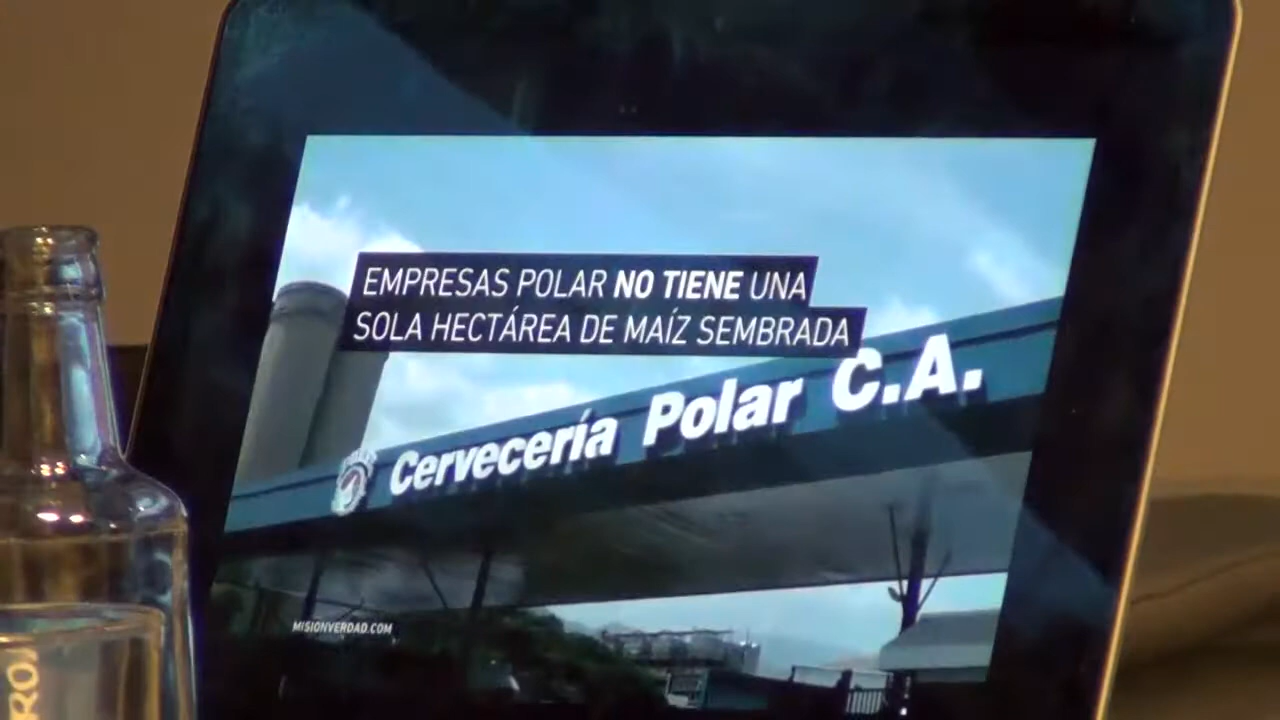 EMPRESAS POLAR NO TIENE UNA
SOLA HECTÁREA DE MAÍZ SEMBRADA
Cervecería Polar C.A.
MISIONVERDAD.COM